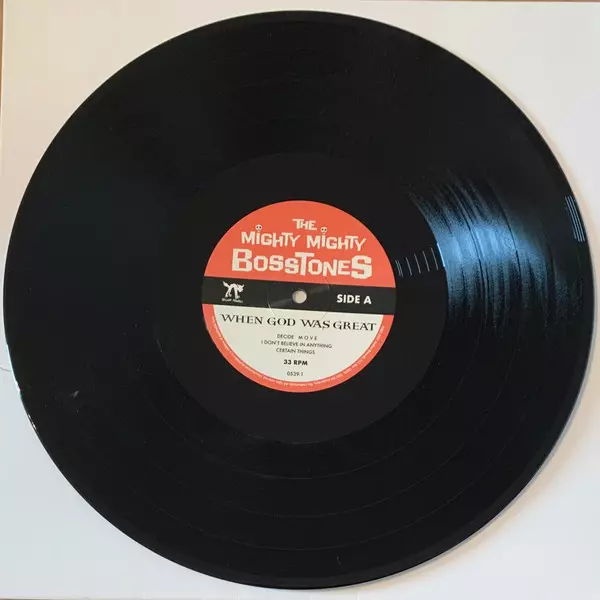 THE
MIGHTY MIGHTY
BOSSTONES
SIDE A
WHEN GOD WAS GREAT
DECIDE M O V E
I DON'T BELIEVE IN ANYTHING
CERTAIN THINGS
33 RPM
0539.1